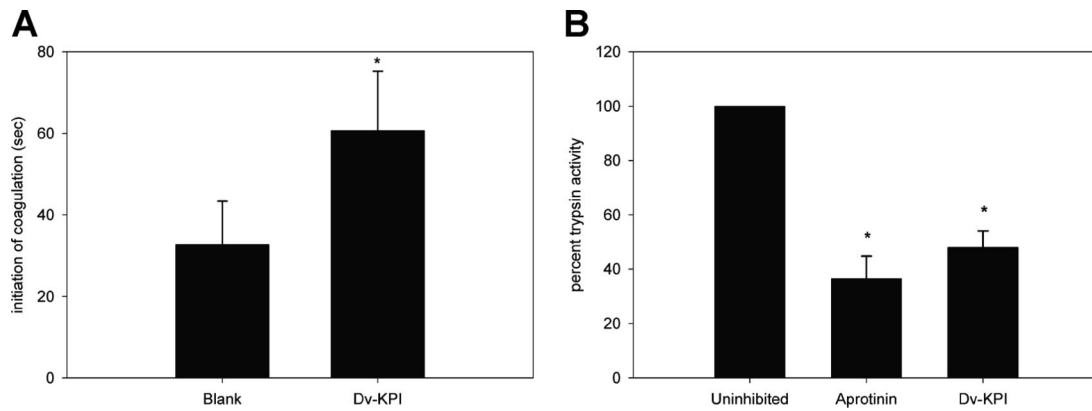 A
initiation of coagulation (sec)
80
60
40
20
0
*
Blank
Dv-KPI
B
percent trypsin activity
120
100
80
60
40
20
0
*
*
Uninhibited
Aprotinin
Dv-KPI